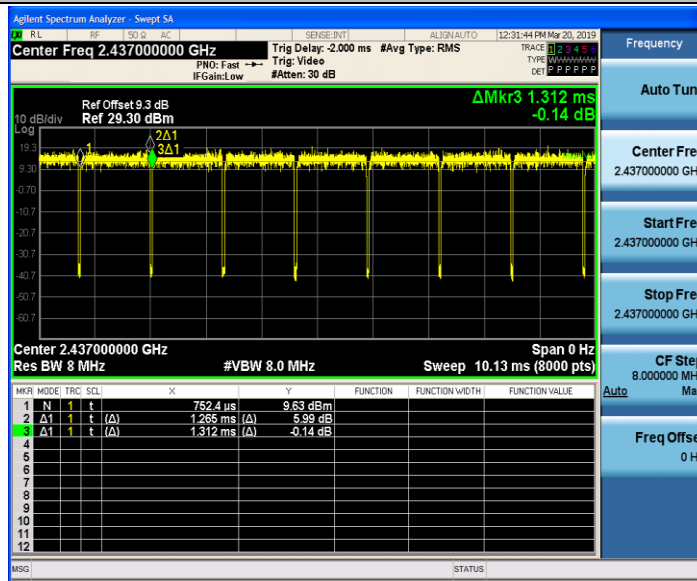 Agilent Spectrum Analyzer - Swept SA
RL RF 50 Ω AC SENSE:INT ALIGN AUTO 12:31:44 PM Mar 20, 2019
Center Freq 2.437000000 GHz
PNO: Fast
IFGain:Low
Trig Delay: -2.000 ms
Trig: Video
#Atten: 30 dB
#Avg Type: RMS
TRACE 1 2 3 4 5 6
TYPE WWWWWW
DET P P P P P P
Frequency
Auto Tun
Center Fre
2.437000000 GH
Start Fre
2.437000000 GH
Stop Fre
2.437000000 GH
CF Ste
8.000000 MH
Auto Ma
Freq Offse
0 H
ΔMkr3 1.312 ms
-0.14 dB
Ref Offset 9.3 dB
10 dB/div Ref 29.30 dBm
Log
19.3
9.30
-0.70
-10.7
-20.7
-30.7
-40.7
-50.7
-60.7
1
2Δ1
3Δ1
Center 2.437000000 GHz Span 0 Hz
Res BW 8 MHz #VBW 8.0 MHz Sweep 10.13 ms (8000 pts)
MKR MODE TRC SCL X Y FUNCTION FUNCTION WIDTH FUNCTION VALUE
1 N 1 t 752.4 µs 9.63 dBm
2 Δ1 1 t (Δ) 1.265 ms (Δ) 5.99 dB
3 Δ1 1 t (Δ) 1.312 ms (Δ) -0.14 dB
4
5
6
7
8
9
10
11
12
MSG STATUS